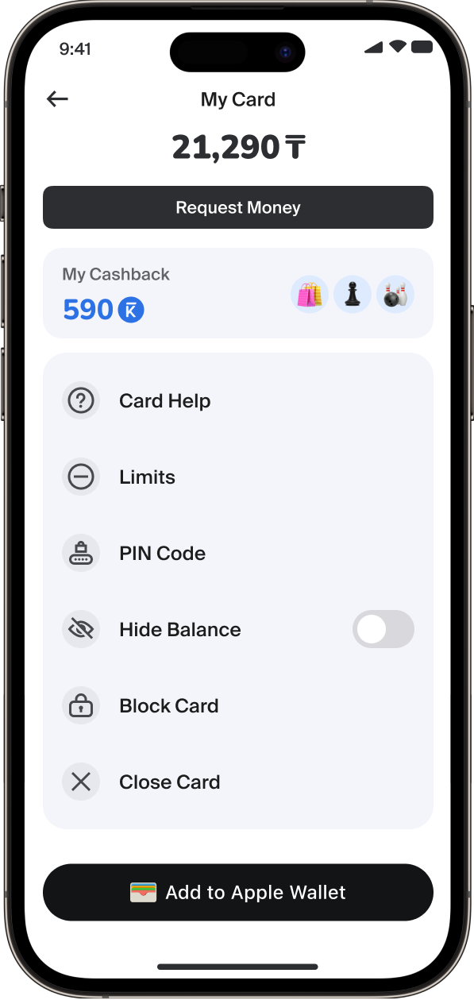 9:41
My Card
21,290 ₸
Request Money
My Cashback
590 K
Card Help
Limits
PIN Code
Hide Balance
Block Card
Close Card
Add to Apple Wallet